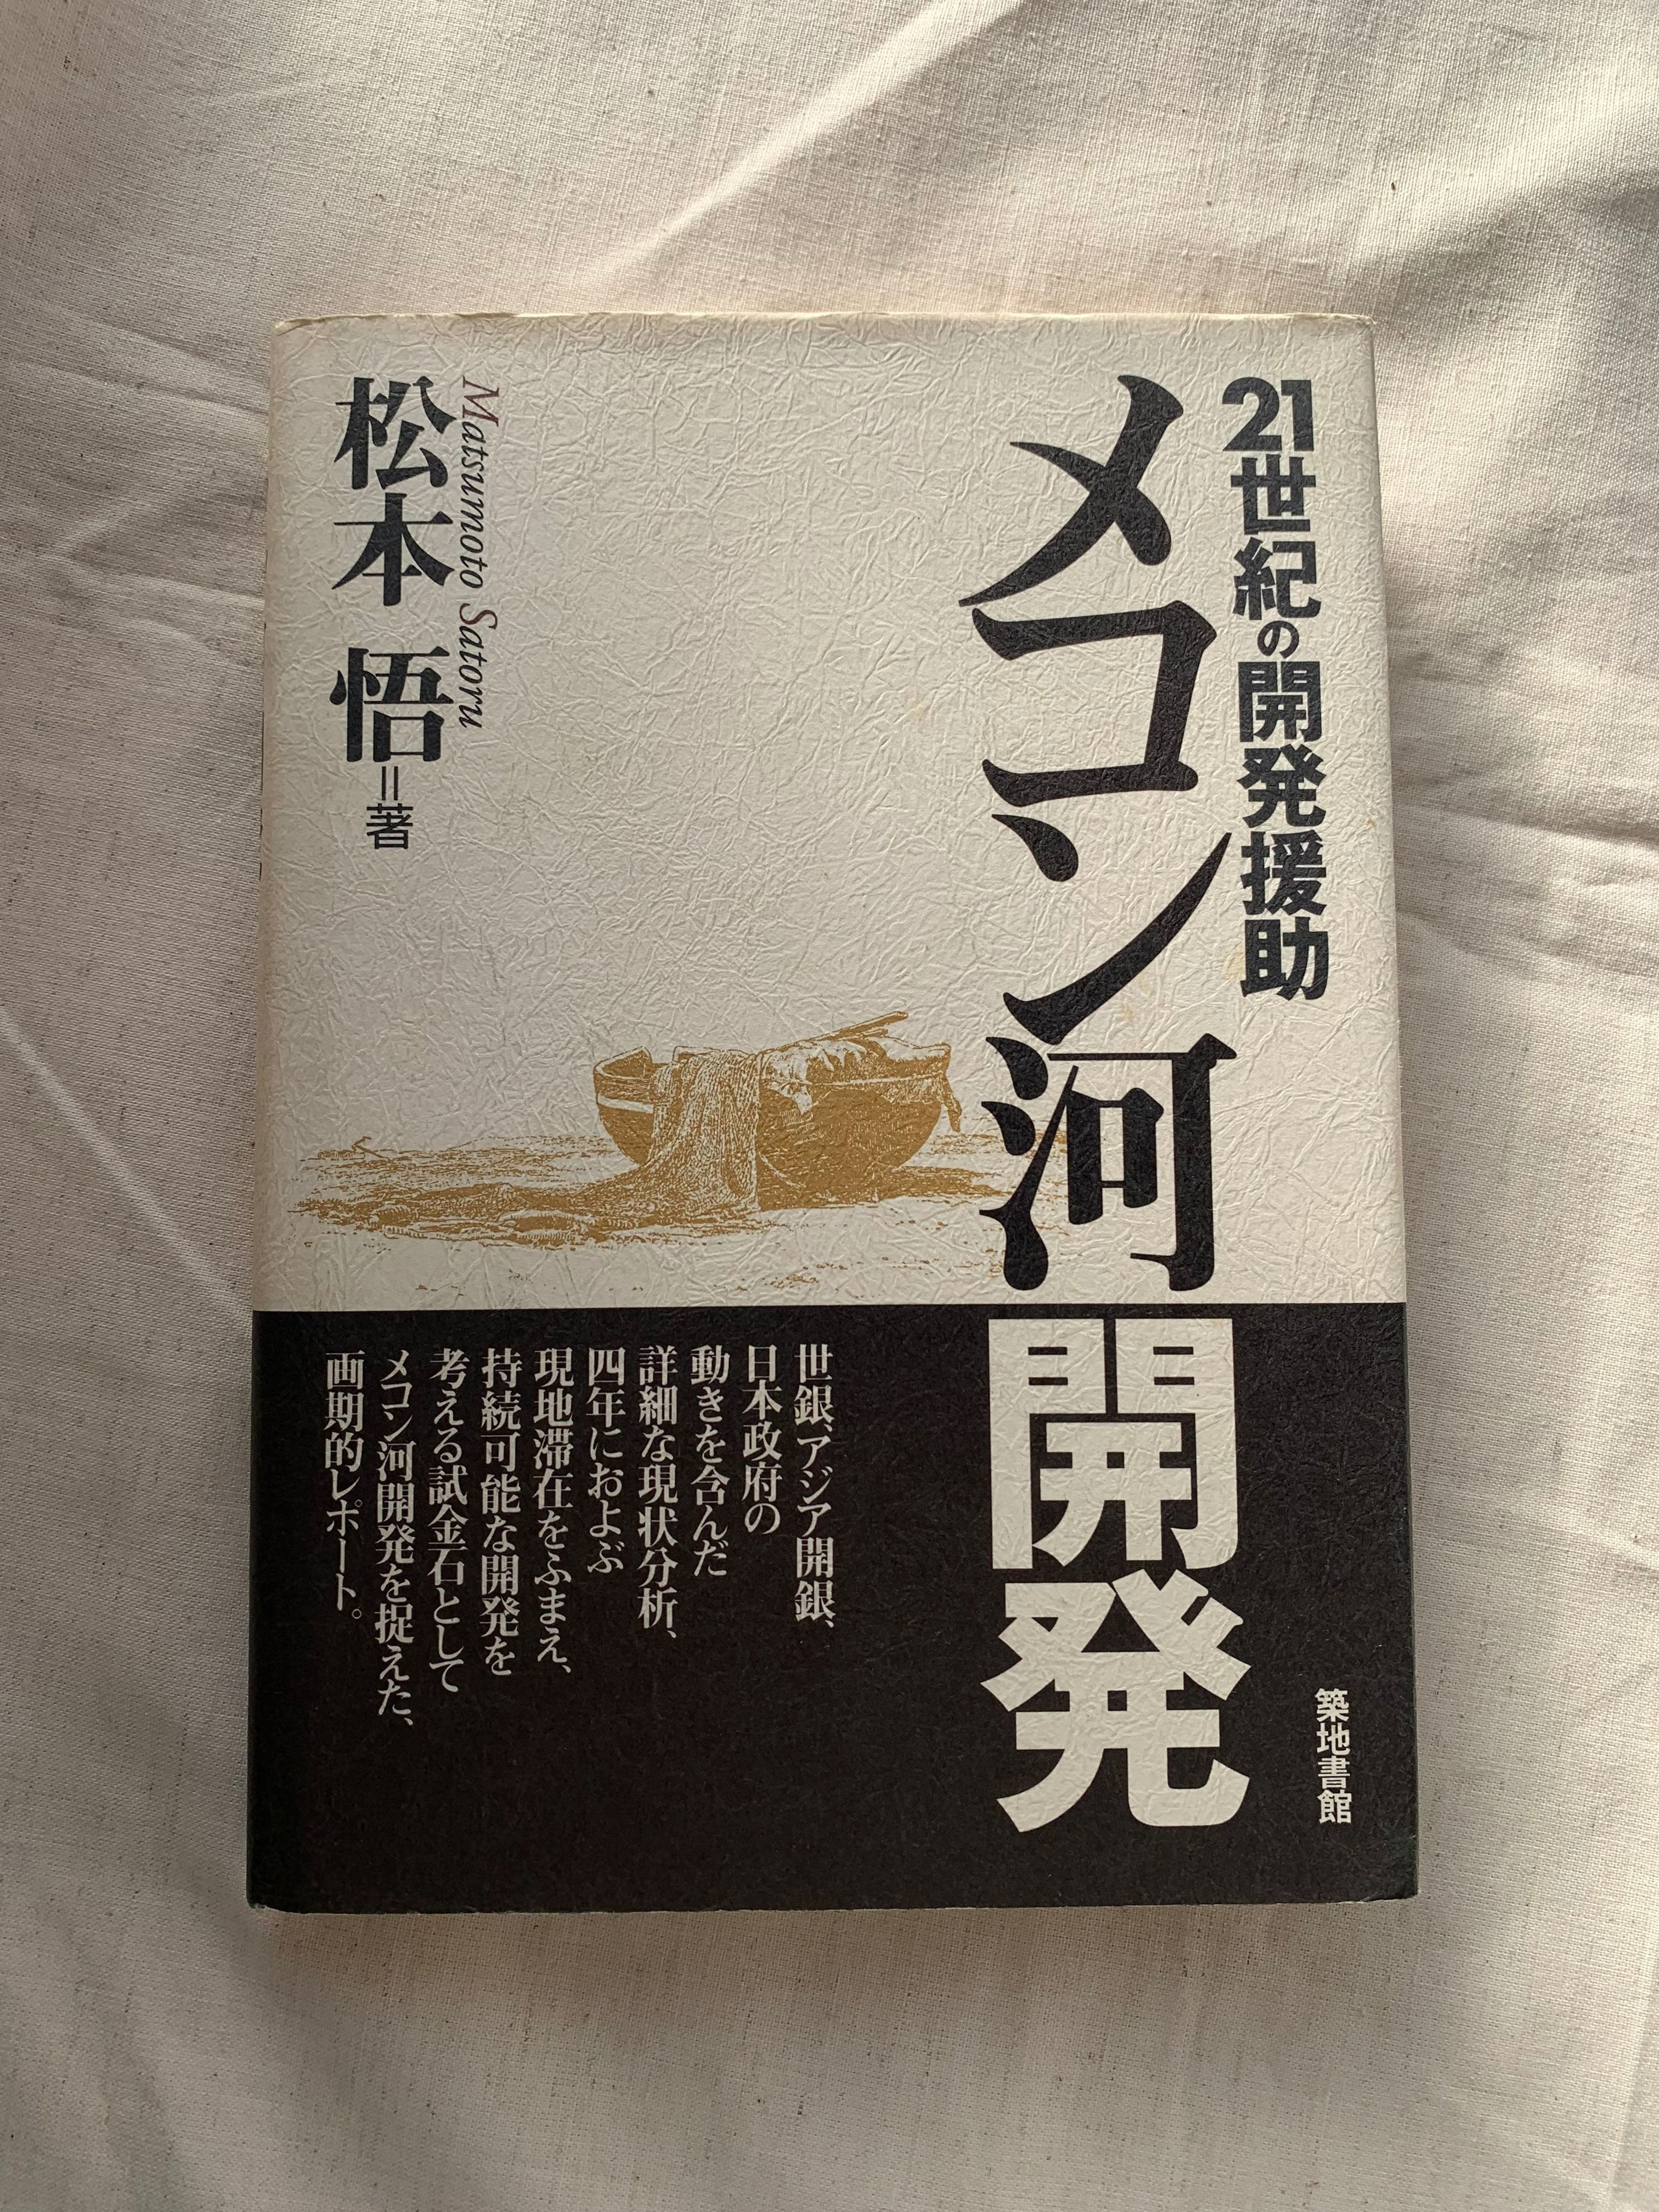 21世紀の開発援助
メコン河開発
松本 悟=著
Matsumoto Satoru
世銀、アジア開銀、
日本政府の
動きを含んだ
詳細な現状分析、
四年におよぶ
現地滞在をふまえ、
持続可能な開発を
考える試金石として
メコン河開発を捉えた、
画期的レポート。
築地書館